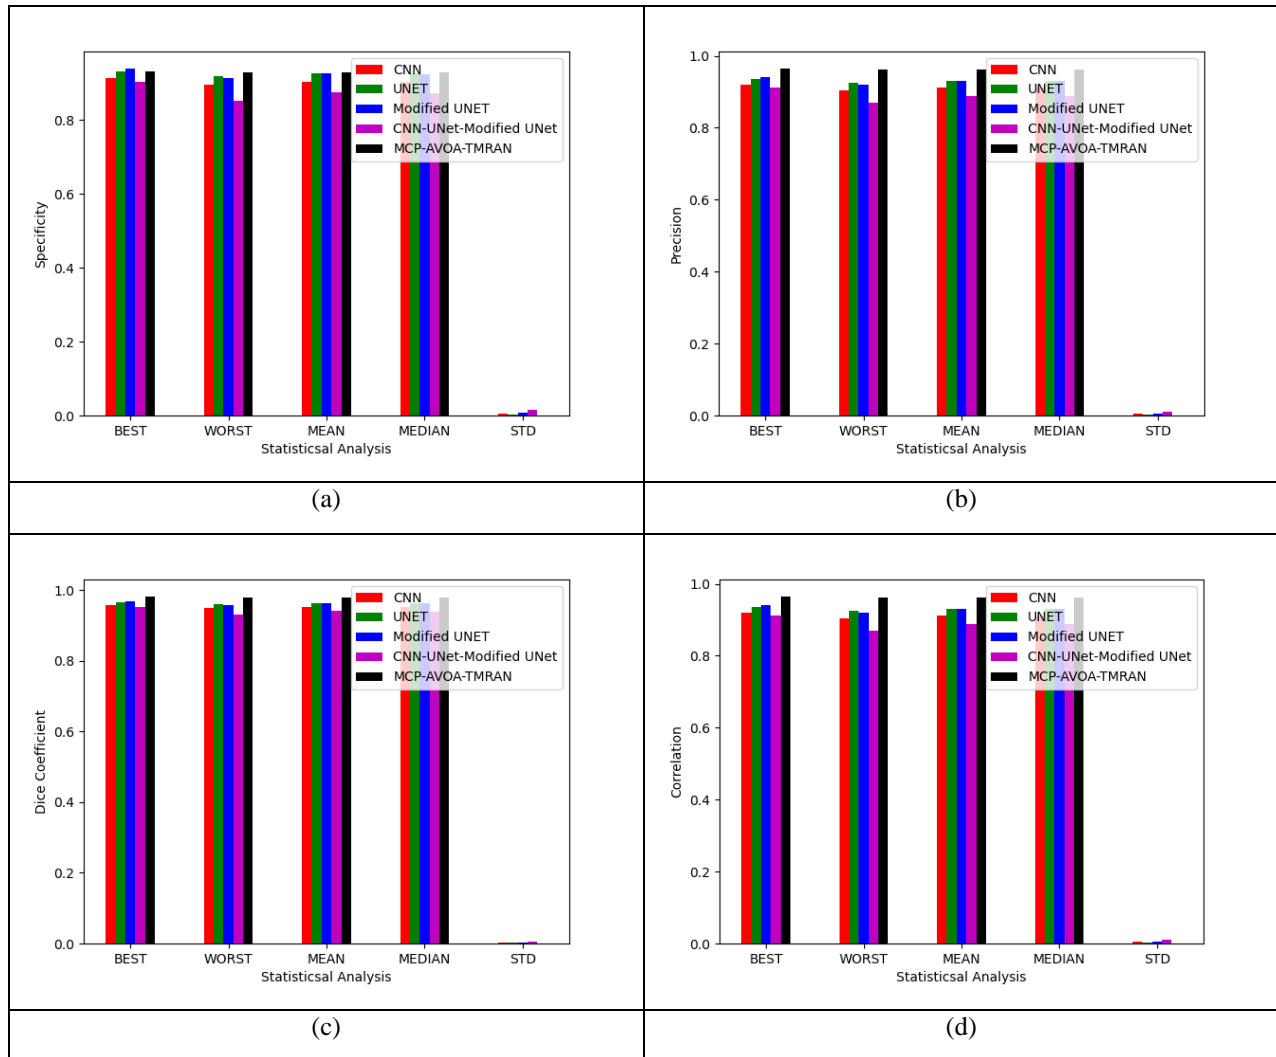 CNN
UNET
Modified UNET
CNN-UNet-Modified UNet
MCP-AVOA-TMRAN
Specificity
0.8
0.6
0.4
0.2
0.0
BEST WORST MEAN MEDIAN STD
Statisticsal Analysis
(a)
CNN
UNET
Modified UNET
CNN-UNet-Modified UNet
MCP-AVOA-TMRAN
Precision
1.0
0.8
0.6
0.4
0.2
0.0
BEST WORST MEAN MEDIAN STD
Statisticsal Analysis
(b)
CNN
UNET
Modified UNET
CNN-UNet-Modified UNet
MCP-AVOA-TMRAN
Dice Coefficient
1.0
0.8
0.6
0.4
0.2
0.0
BEST WORST MEAN MEDIAN STD
Statisticsal Analysis
(c)
CNN
UNET
Modified UNET
CNN-UNet-Modified UNet
MCP-AVOA-TMRAN
Correlation
1.0
0.8
0.6
0.4
0.2
0.0
BEST WORST MEAN MEDIAN STD
Statisticsal Analysis
(d)